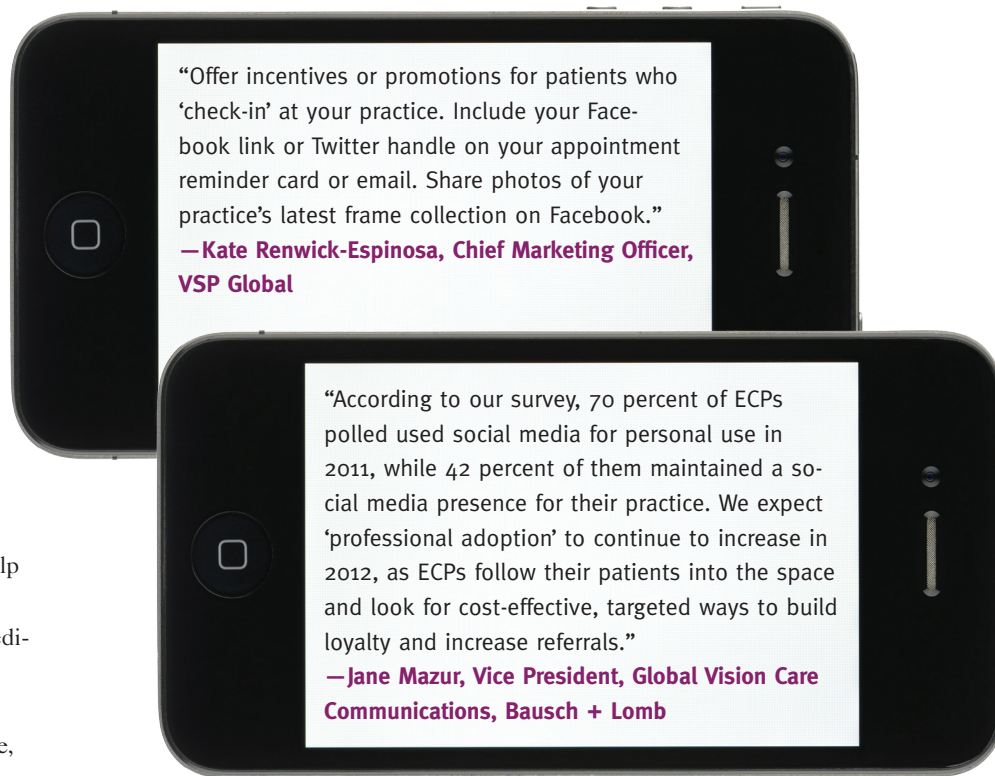 “Offer incentives or promotions for patients who
‘check-in’ at your practice. Include your Face-
book link or Twitter handle on your appointment
reminder card or email. Share photos of your
practice’s latest frame collection on Facebook.”
—Kate Renwick-Espinosa, Chief Marketing Officer,
VSP Global
“According to our survey, 70 percent of ECPs
polled used social media for personal use in
2011, while 42 percent of them maintained a so-
cial media presence for their practice. We expect
‘professional adoption’ to continue to increase in
2012, as ECPs follow their patients into the space
and look for cost-effective, targeted ways to build
loyalty and increase referrals.”
—Jane Mazur, Vice President, Global Vision Care
Communications, Bausch + Lomb
lp
di-
e,